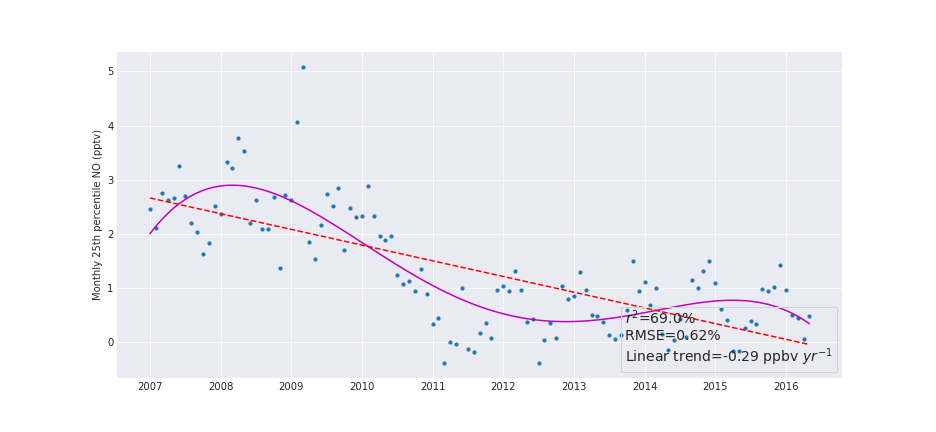 Monthly 25th percentile NO (pptv)
5
4
3
2
1
0
r²=69.0%
RMSE=0.62%
Linear trend=-0.29 ppbv yr⁻¹
2007 2008 2009 2010 2011 2012 2013 2014 2015 2016